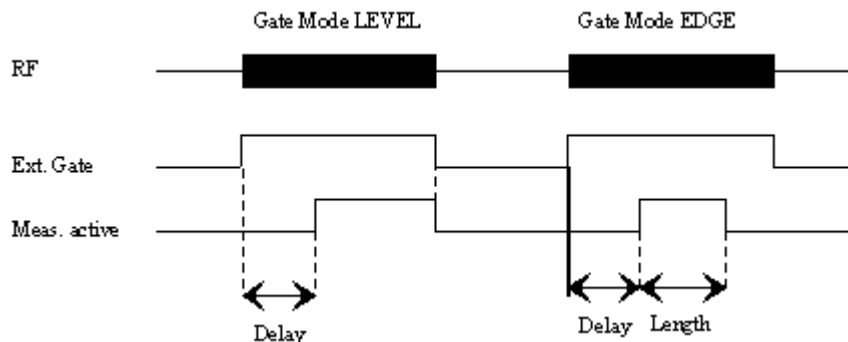 Gate Mode LEVEL Gate Mode EDGE
RF
Ext. Gate
Meas. active
Delay Delay Length